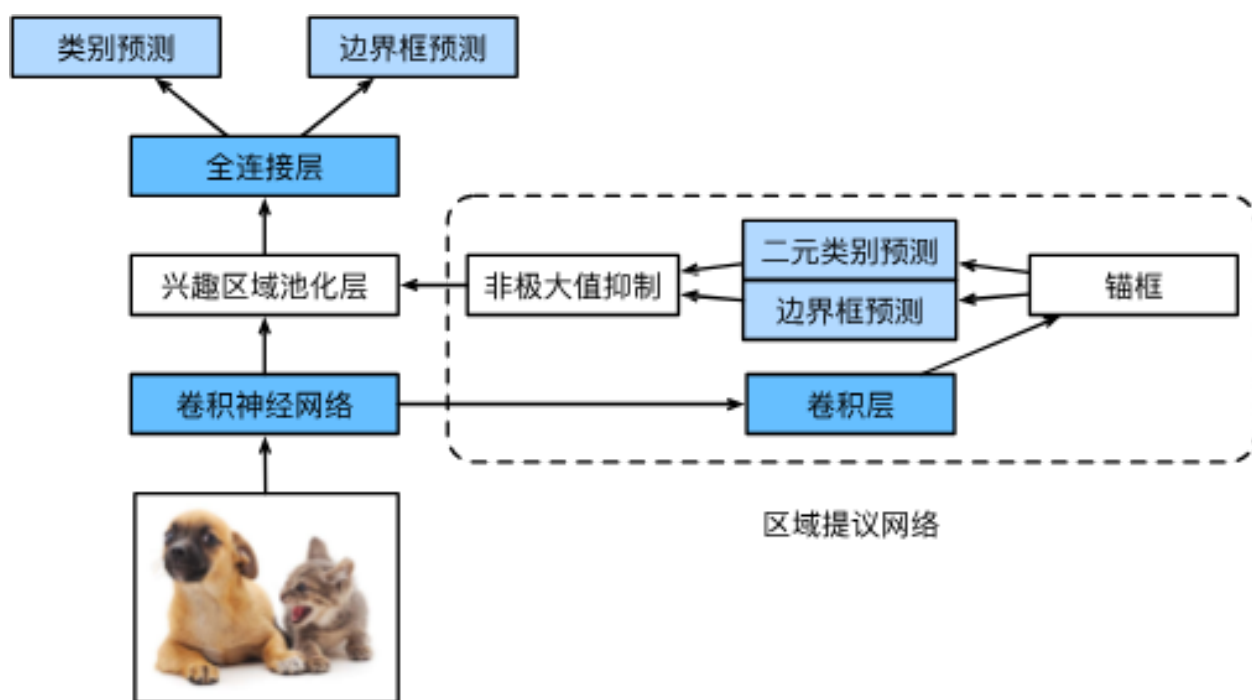 类别预测
边界框预测
全连接层
兴趣区域池化层
非极大值抑制
二元类别预测
边界框预测
锚框
卷积神经网络
卷积层
区域提议网络